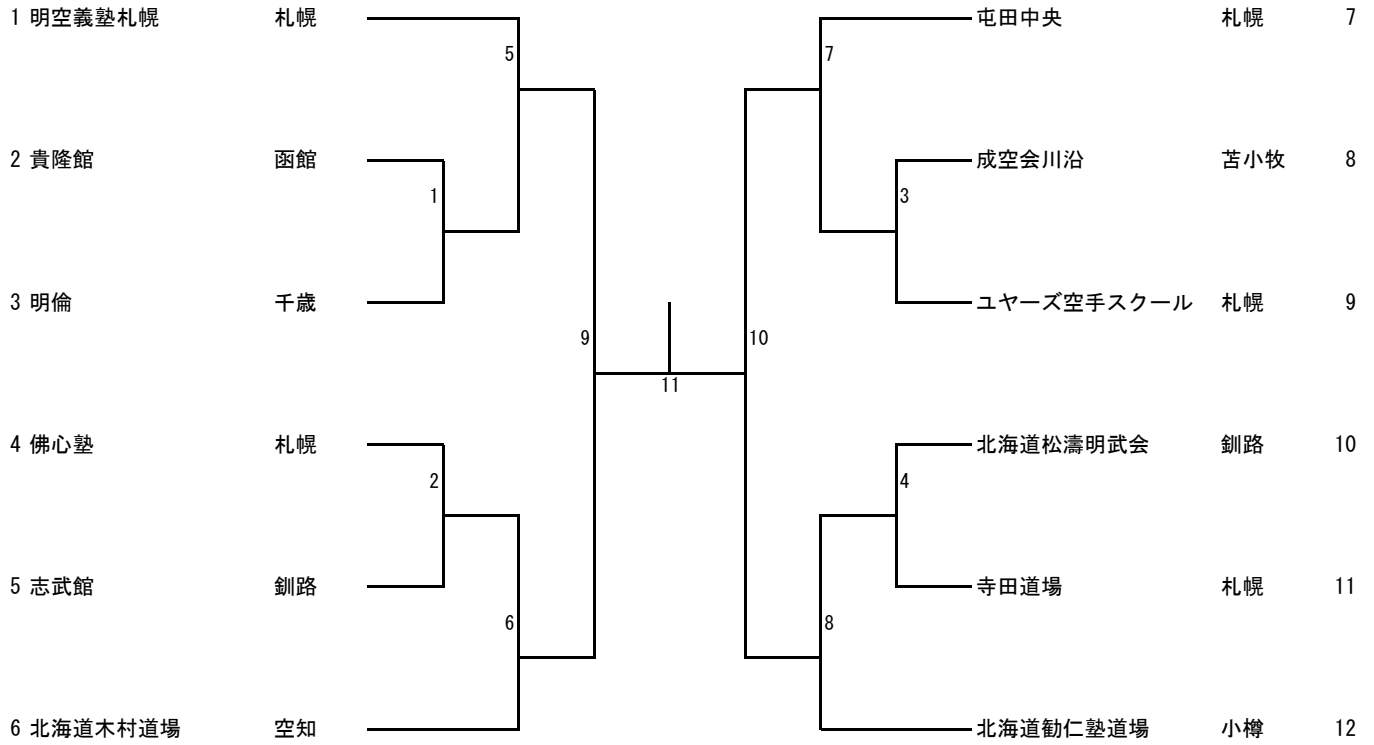 1 明空義塾札幌 札幌
屯田中央 札幌 7
5
7
2 貴隆館 函館
成空会川沿 苫小牧 8
1
3
3 明倫 千歳
ユヤーズ空手スクール 札幌 9
9
10
11
4 佛心塾 札幌
北海道松濤明武会 釧路 10
2
4
5 志武館 釧路
寺田道場 札幌 11
6
8
6 北海道木村道場 空知
北海道勧仁塾道場 小樽 12